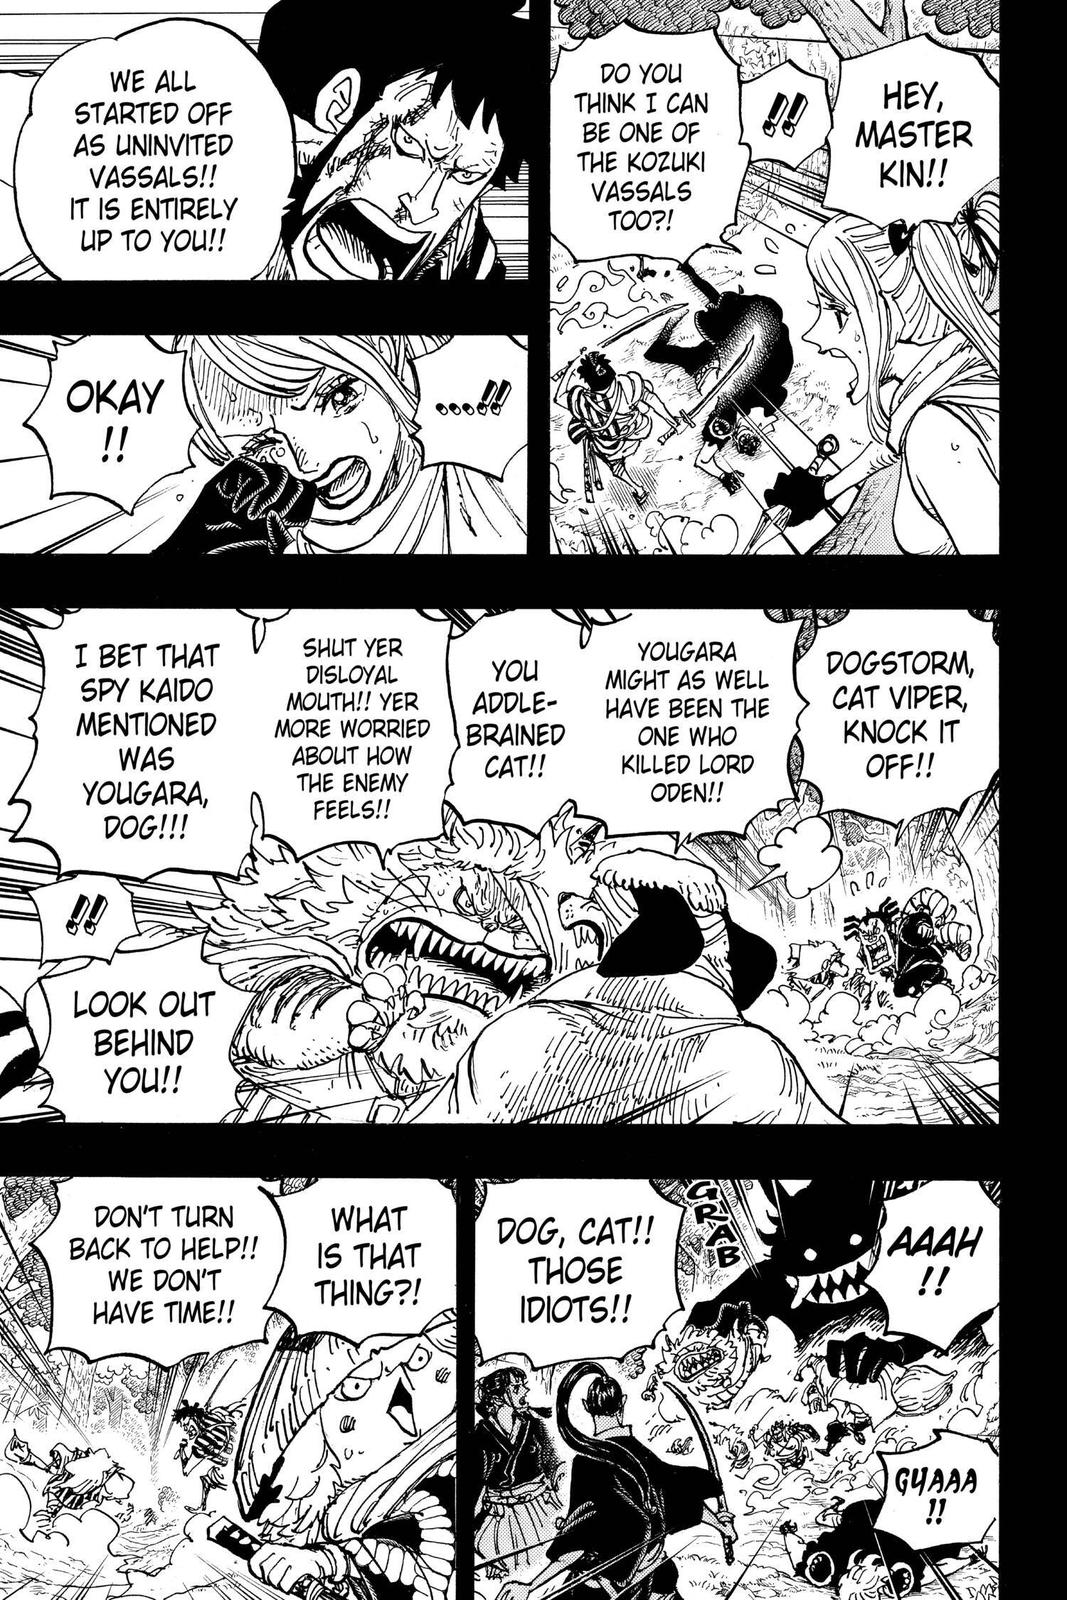 HEY,
MASTER
KIN!!
!!
DO YOU
THINK I CAN
BE ONE OF
THE KOZUKI
VASSALS
TOO?!
WE ALL
STARTED OFF
AS UNINVITED
VASSALS!!
IT IS ENTIRELY
UP TO YOU!!
...!!
OKAY
!!
DOGSTORM,
CAT VIPER,
KNOCK IT
OFF!!
YOUGARA
MIGHT AS WELL
HAVE BEEN THE
ONE WHO
KILLED LORD
ODEN!!
YOU
ADDLE-
BRAINED
CAT!!
SHUT YER
DISLOYAL
MOUTH!! YER
MORE WORRIED
ABOUT HOW
THE ENEMY
FEELS!!
I BET THAT
SPY KAIDO
MENTIONED
WAS
YOUGARA,
DOG!!!
!!
LOOK OUT
BEHIND
YOU!!
AAAH
!!
GRAB
DOG, CAT!!
THOSE
IDIOTS!!
GYAAA
!!
WHAT
IS THAT
THING?!
DON'T TURN
BACK TO HELP!!
WE DON'T
HAVE TIME!!